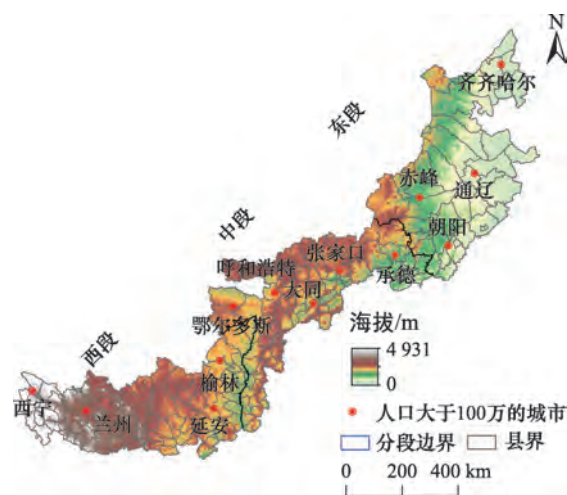 N
齐齐哈尔
东段
赤峰
通辽
朝阳
中段
张家口
承德
呼和浩特
大同
鄂尔多斯
西段
榆林
西宁
兰州
延安
海拔/m
4 931
0
人口大于100万的城市
分段边界
县界
0 200 400 km